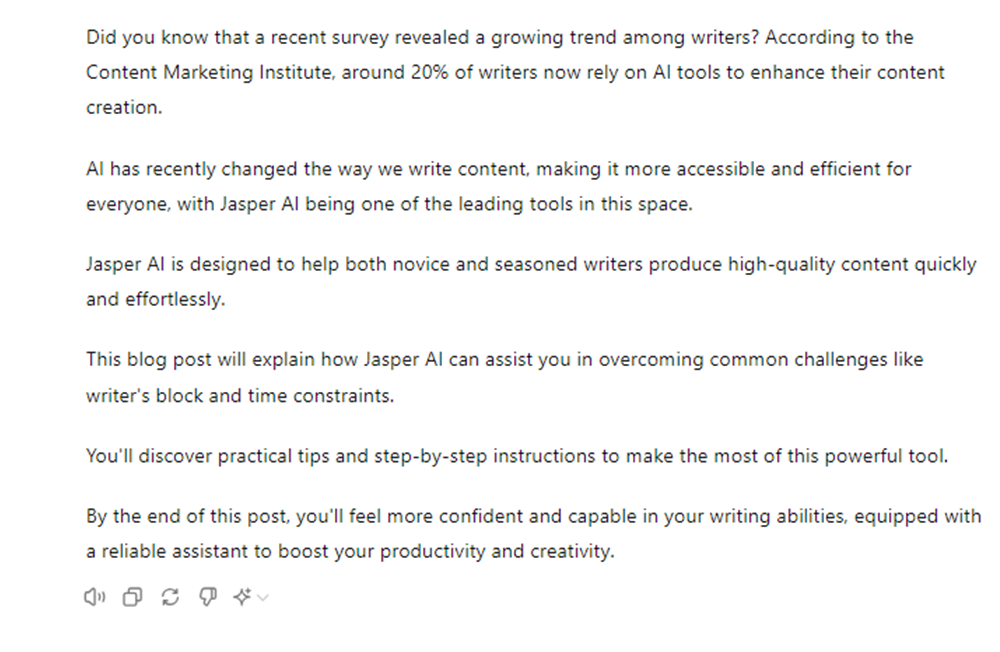 Did you know that a recent survey revealed a growing trend among writers? According to the
Content Marketing Institute, around 20% of writers now rely on AI tools to enhance their content
creation.
AI has recently changed the way we write content, making it more accessible and efficient for
everyone, with Jasper AI being one of the leading tools in this space.
Jasper AI is designed to help both novice and seasoned writers produce high-quality content quickly
and effortlessly.
This blog post will explain how Jasper AI can assist you in overcoming common challenges like
writer's block and time constraints.
You'll discover practical tips and step-by-step instructions to make the most of this powerful tool.
By the end of this post, you'll feel more confident and capable in your writing abilities, equipped with
a reliable assistant to boost your productivity and creativity.